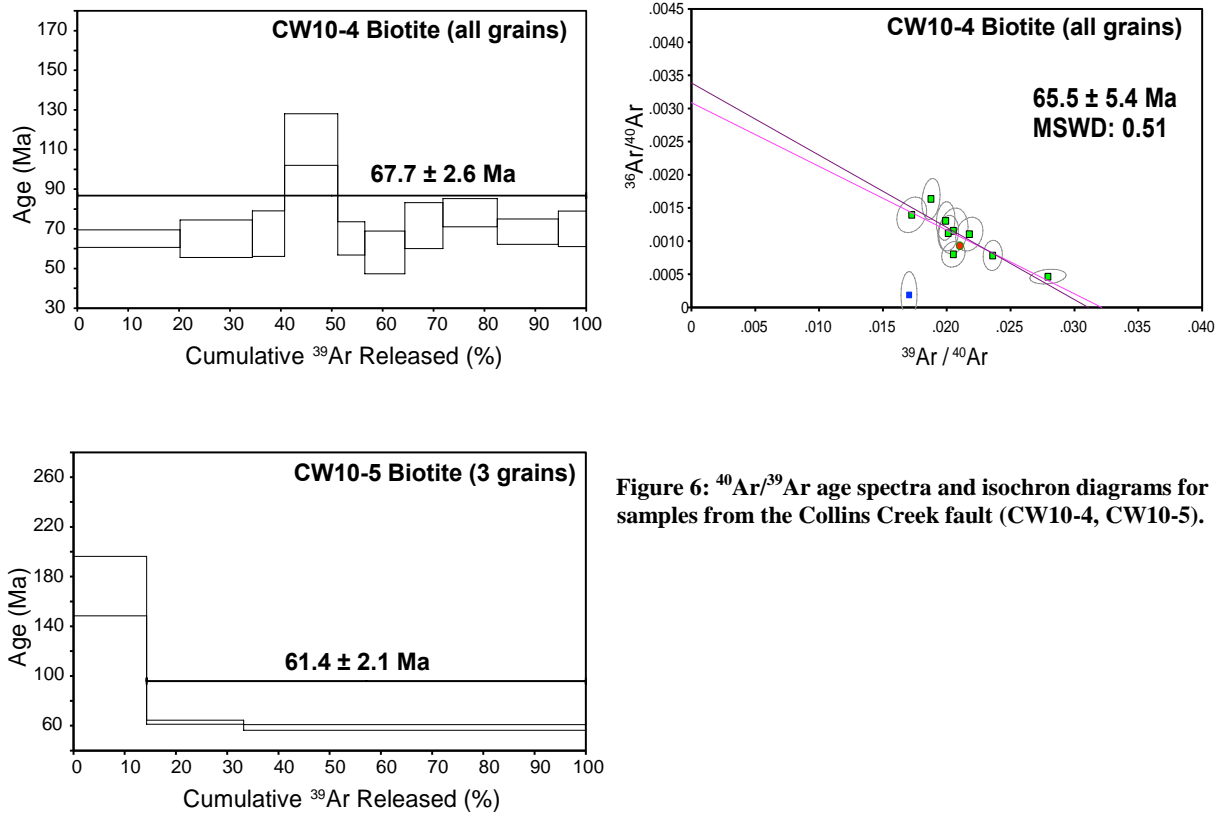 CW10-4 Biotite (all grains)
170
150
130
110
90
70
50
30
Age (Ma)
67.7 ± 2.6 Ma
0 10 20 30 40 50 60 70 80 90 100
Cumulative ³⁹Ar Released (%)
CW10-4 Biotite (all grains)
.0045
.0040
.0035
.0030
.0025
.0020
.0015
.0010
.0005
0
³⁶Ar/⁴⁰Ar
65.5 ± 5.4 Ma
MSWD: 0.51
0 .005 .010 .015 .020 .025 .030 .035 .040
³⁹Ar / ⁴⁰Ar
CW10-5 Biotite (3 grains)
260
220
180
140
100
60
Age (Ma)
61.4 ± 2.1 Ma
0 10 20 30 40 50 60 70 80 90 100
Cumulative ³⁹Ar Released (%)
Figure 6: ⁴⁰Ar/³⁹Ar age spectra and isochron diagrams for
samples from the Collins Creek fault (CW10-4, CW10-5).